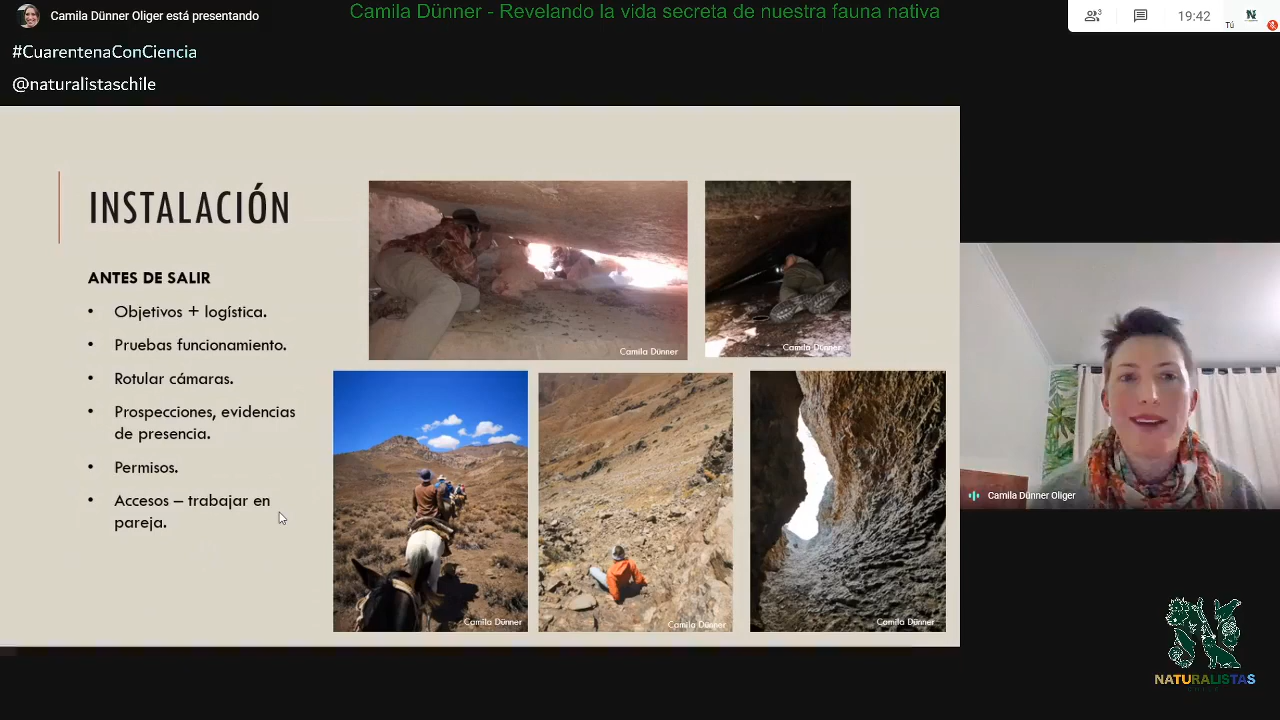 Camila Dünner Oliger está presentando
Camila Dünner - Revelando la vida secreta de nuestra fauna nativa
3
19:42
Tú
#CuarentenaConCiencia
@naturalistaschile
INSTALACIÓN
ANTES DE SALIR
• Objetivos + logística.
• Pruebas funcionamiento.
• Rotular cámaras.
• Prospecciones, evidencias
de presencia.
• Permisos.
• Accesos – trabajar en
pareja.
Camila Dünner
Camila Dünner
Camila Dünner
Camila Dünner
Camila Dünner
Camila Dünner Oliger
NATURALISTAS
CHILE